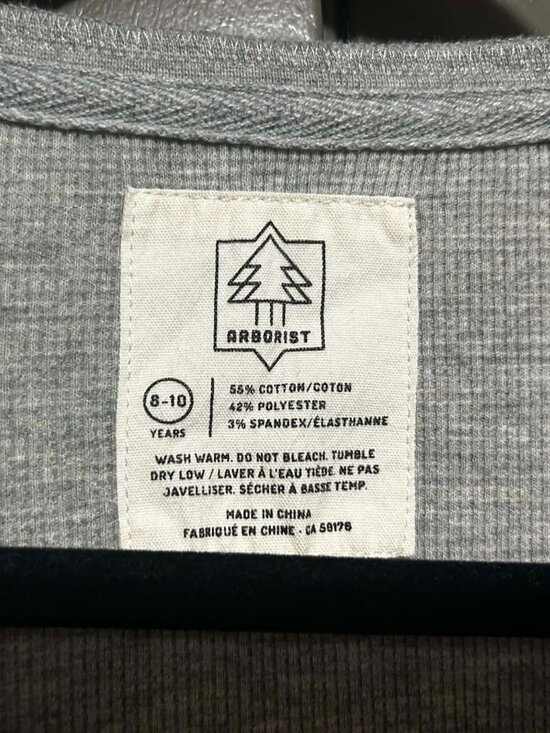 ARBORIST
8-10
YEARS
55% COTTON/COTON
42% POLYESTER
3% SPANDEX/ÉLASTHANNE
WASH WARM. DO NOT BLEACH. TUMBLE
DRY LOW / LAVER À L'EAU TIÈDE. NE PAS
JAVELLISER. SÉCHER À BASSE TEMP.
MADE IN CHINA
FABRIQUÉ EN CHINE · CA 59176